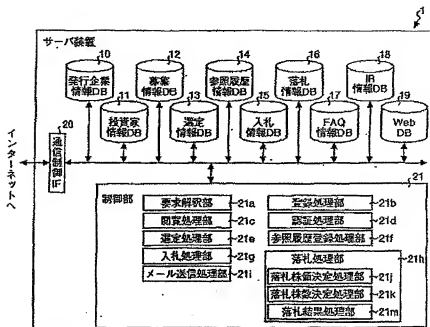 1
サーバ装置
10
12
14
16
18
発行企業
情報DB
募業
情報DB
参照履歴
情報DB
落札
情報DB
IR
情報DB
11
13
15
17
19
投資家
情報DB
選定
情報DB
入札
情報DB
FAQ
情報DB
Web
DB
20
通信制御IF
インターネットへ
21
制御部
要求解釈部
21a
登録処理部
21b
閲覧処理部
21c
認証処理部
21d
選定処理部
21e
参照履歴登録処理部
21f
入札処理部
21g
落札処理部
21h
メール送信処理部
21i
落札株価決定処理部
21j
落札株数決定処理部
21k
落札結果処理部
21m